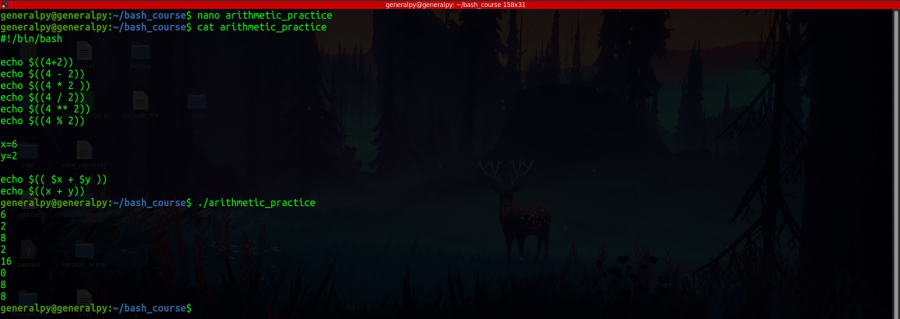 generalpy@generalpy: ~/bash_course 158x31
generalpy@generalpy:~/bash_course$ nano arithmetic_practice
generalpy@generalpy:~/bash_course$ cat arithmetic_practice
#!/bin/bash
echo $((4+2))
echo $((4 - 2))
echo $((4 * 2 ))
echo $((4 / 2))
echo $((4 ** 2))
echo $((4 % 2))
x=6
y=2
echo $(( $x + $y ))
echo $((x + y))
generalpy@generalpy:~/bash_course$ ./arithmetic_practice
6
2
8
2
16
0
8
8
generalpy@generalpy:~/bash_course$